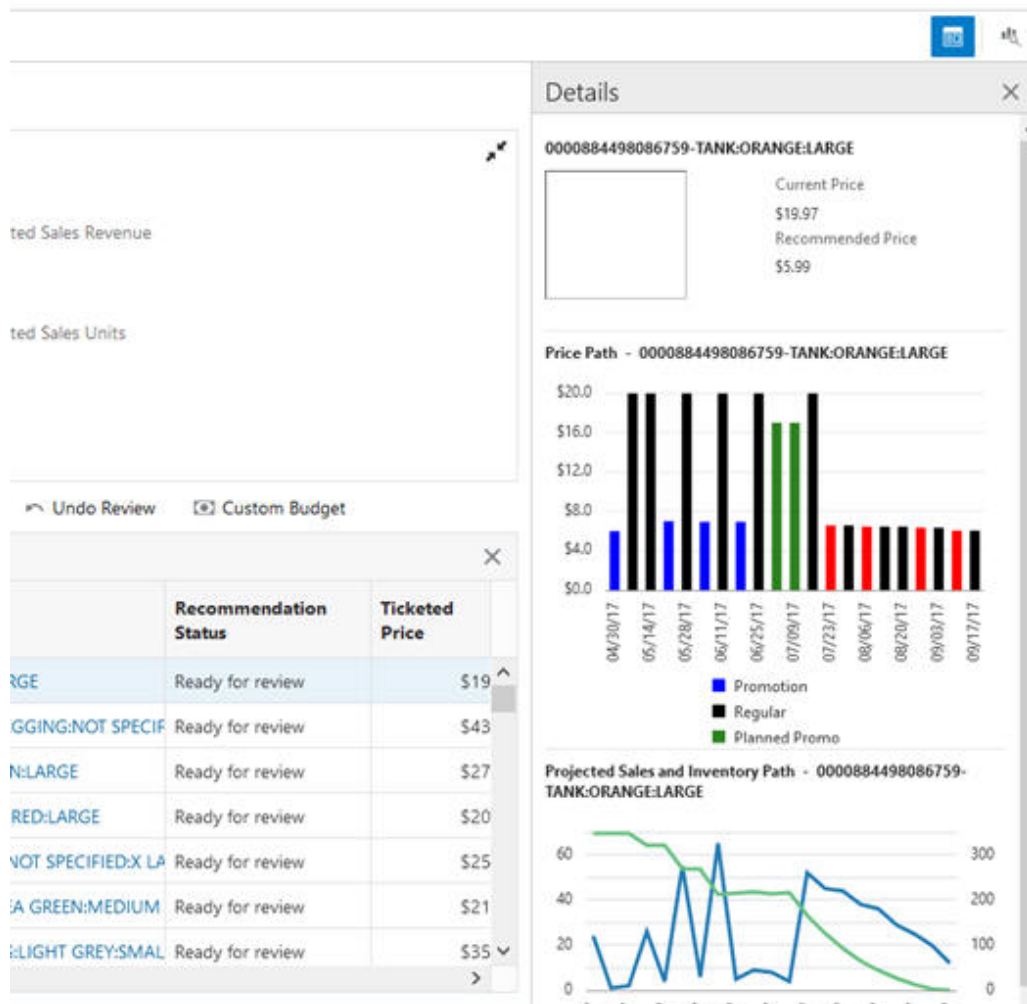 Details
0000884498086759-TANK:ORANGE:LARGE
Current Price
$19.97
Recommended Price
$5.99
ted Sales Revenue
ted Sales Units
Undo Review
Custom Budget
Recommendation Status
Ticketed Price
RGE Ready for review $19
GGING:NOT SPECIF Ready for review $43
N:LARGE Ready for review $27
RED:LARGE Ready for review $20
NOT SPECIFIED:X LA Ready for review $25
EA GREEN:MEDIUM Ready for review $21
:LIGHT GREY:SMAL Ready for review $35
Price Path - 0000884498086759-TANK:ORANGE:LARGE
$20.0
$16.0
$12.0
$8.0
$4.0
$0.0
04/30/17
05/14/17
05/28/17
06/11/17
06/25/17
07/09/17
07/23/17
08/06/17
08/20/17
09/03/17
09/17/17
Promotion
Regular
Planned Promo
Projected Sales and Inventory Path - 0000884498086759-
TANK:ORANGE:LARGE
60
40
20
0
300
200
100
0